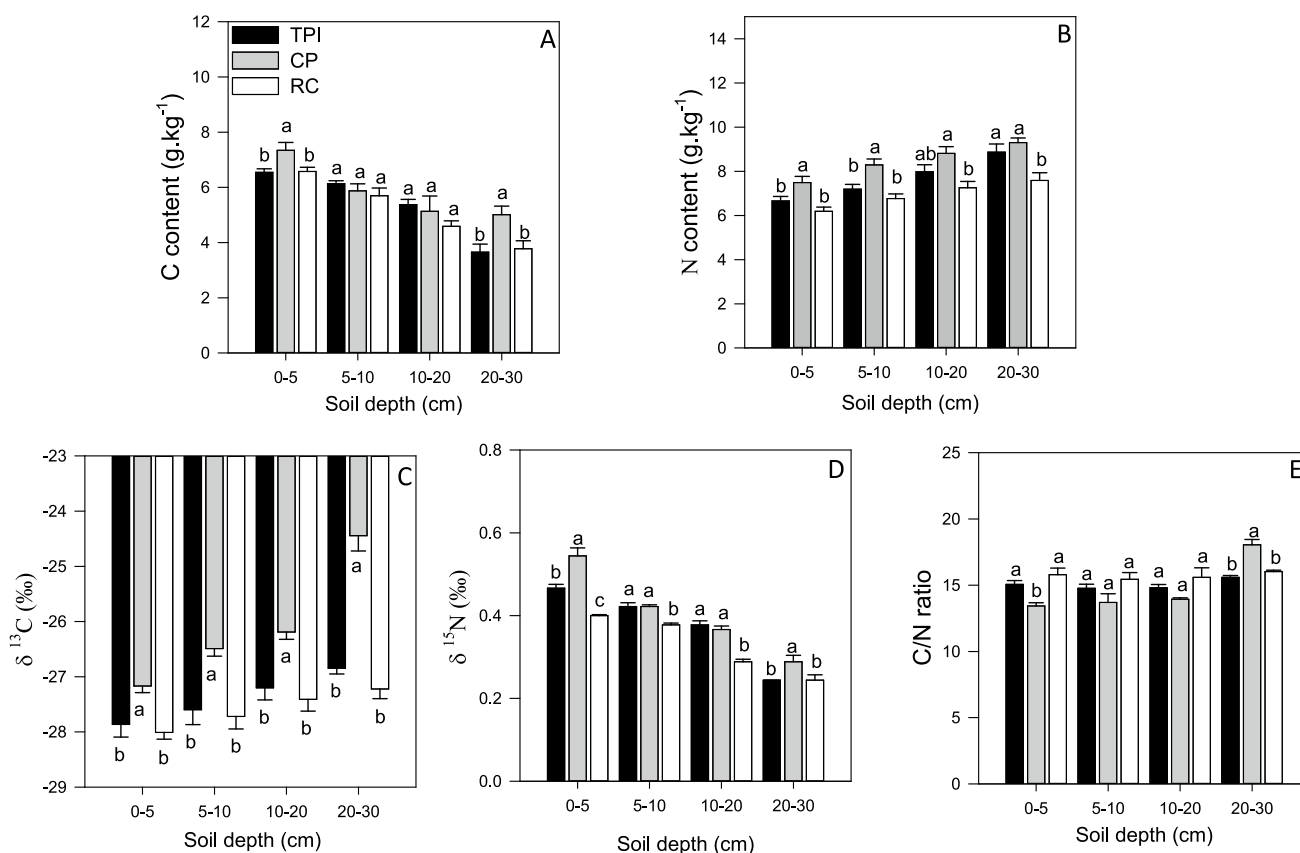 A
TPI
CP
RC
C content (g.kg⁻¹)
12
10
8
6
4
2
0
b a b
a a a
a a a
b a b
0-5 5-10 10-20 20-30
Soil depth (cm)
B
N content (g.kg⁻¹)
14
12
10
8
6
4
2
0
b a b
b a b
ab a b
a a b
0-5 5-10 10-20 20-30
Soil depth (cm)
C
δ ¹³C (‰)
-23
-24
-25
-26
-27
-28
-29
b a b
b a b
b a b
b a b
0-5 5-10 10-20 20-30
Soil depth (cm)
D
δ ¹⁵N (‰)
0.8
0.6
0.4
0.2
0.0
b a c
a a b
a a b
b a b
0-5 5-10 10-20 20-30
Soil depth (cm)
E
C/N ratio
25
20
15
10
5
0
a b a
a a a
a a a
b a b
0-5 5-10 10-20 20-30
Soil depth (cm)